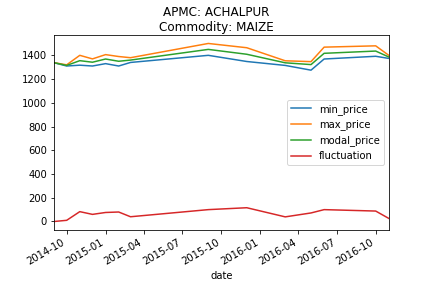 APMC: ACHALPUR
Commodity: MAIZE
1400
1200
1000
800
600
400
200
0
min_price
max_price
modal_price
fluctuation
2014-10
2015-01
2015-04
2015-07
2015-10
2016-01
2016-04
2016-07
2016-10
date